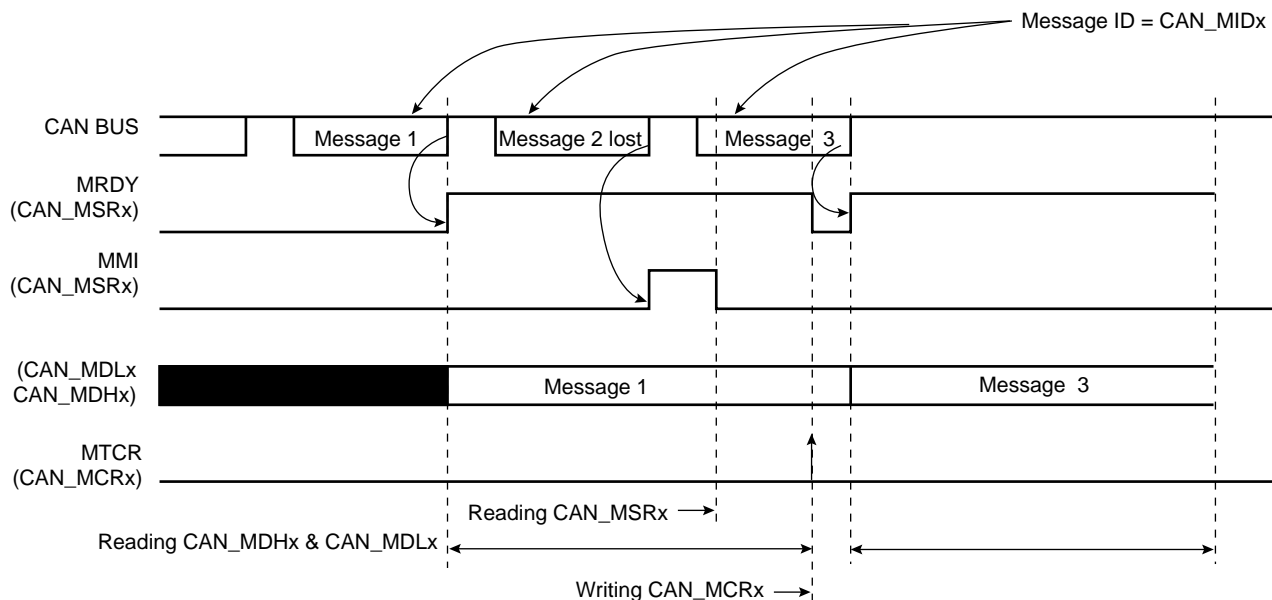 Message ID = CAN_MIDx
CAN BUS
Message 1
Message 2 lost
Message 3
MRDY
(CAN_MSRx)
MMI
(CAN_MSRx)
(CAN_MDLx
CAN_MDHx)
Message 1
Message 3
MTCR
(CAN_MCRx)
Reading CAN_MSRx
Reading CAN_MDHx & CAN_MDLx
Writing CAN_MCRx